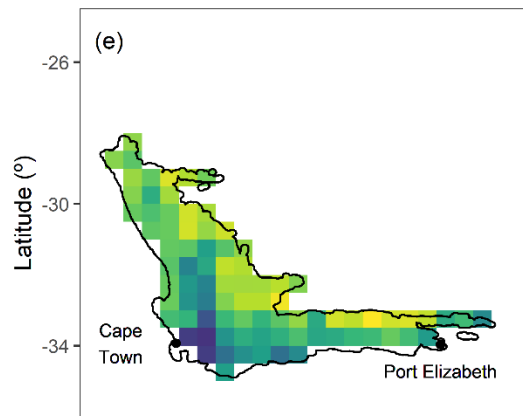 (e)
-26
-30
-34
Latitude (º)
Cape
Town
Port Elizabeth